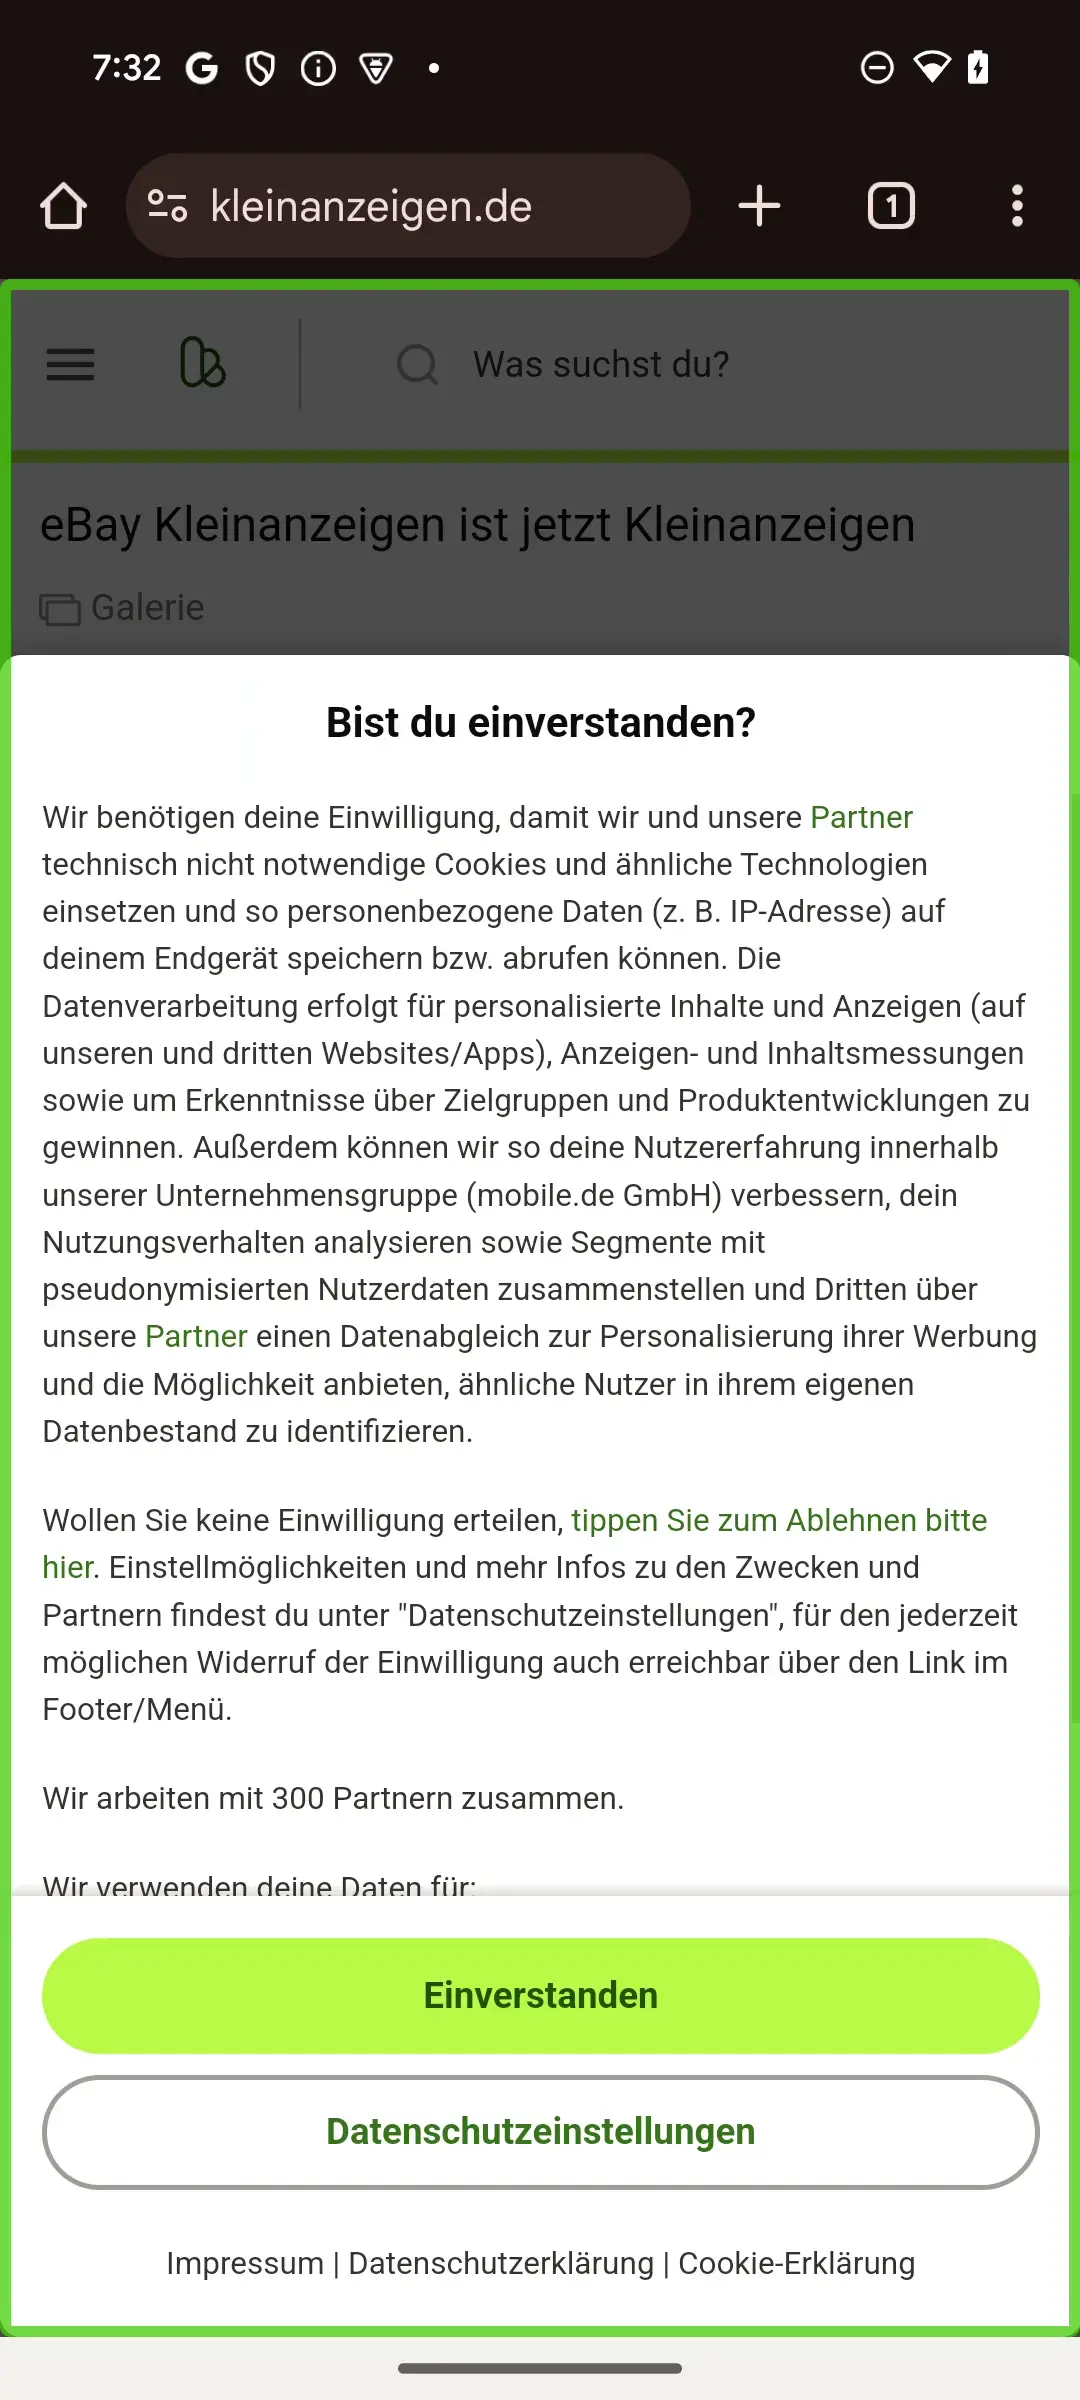 7:32
kleinanzeigen.de
1
Was suchst du?
eBay Kleinanzeigen ist jetzt Kleinanzeigen
Galerie
Bist du einverstanden?
Wir benötigen deine Einwilligung, damit wir und unsere Partner
technisch nicht notwendige Cookies und ähnliche Technologien
einsetzen und so personenbezogene Daten (z. B. IP-Adresse) auf
deinem Endgerät speichern bzw. abrufen können. Die
Datenverarbeitung erfolgt für personalisierte Inhalte und Anzeigen (auf
unseren und dritten Websites/Apps), Anzeigen- und Inhaltsmessungen
sowie um Erkenntnisse über Zielgruppen und Produktentwicklungen zu
gewinnen. Außerdem können wir so deine Nutzererfahrung innerhalb
unserer Unternehmensgruppe (mobile.de GmbH) verbessern, dein
Nutzungsverhalten analysieren sowie Segmente mit
pseudonymisierten Nutzerdaten zusammenstellen und Dritten über
unsere Partner einen Datenabgleich zur Personalisierung ihrer Werbung
und die Möglichkeit anbieten, ähnliche Nutzer in ihrem eigenen
Datenbestand zu identifizieren.
Wollen Sie keine Einwilligung erteilen, tippen Sie zum Ablehnen bitte
hier. Einstellmöglichkeiten und mehr Infos zu den Zwecken und
Partnern findest du unter "Datenschutzeinstellungen", für den jederzeit
möglichen Widerruf der Einwilligung auch erreichbar über den Link im
Footer/Menü.
Wir arbeiten mit 300 Partnern zusammen.
Wir verwenden deine Daten für:
Einverstanden
Datenschutzeinstellungen
Impressum | Datenschutzerklärung | Cookie-Erklärung